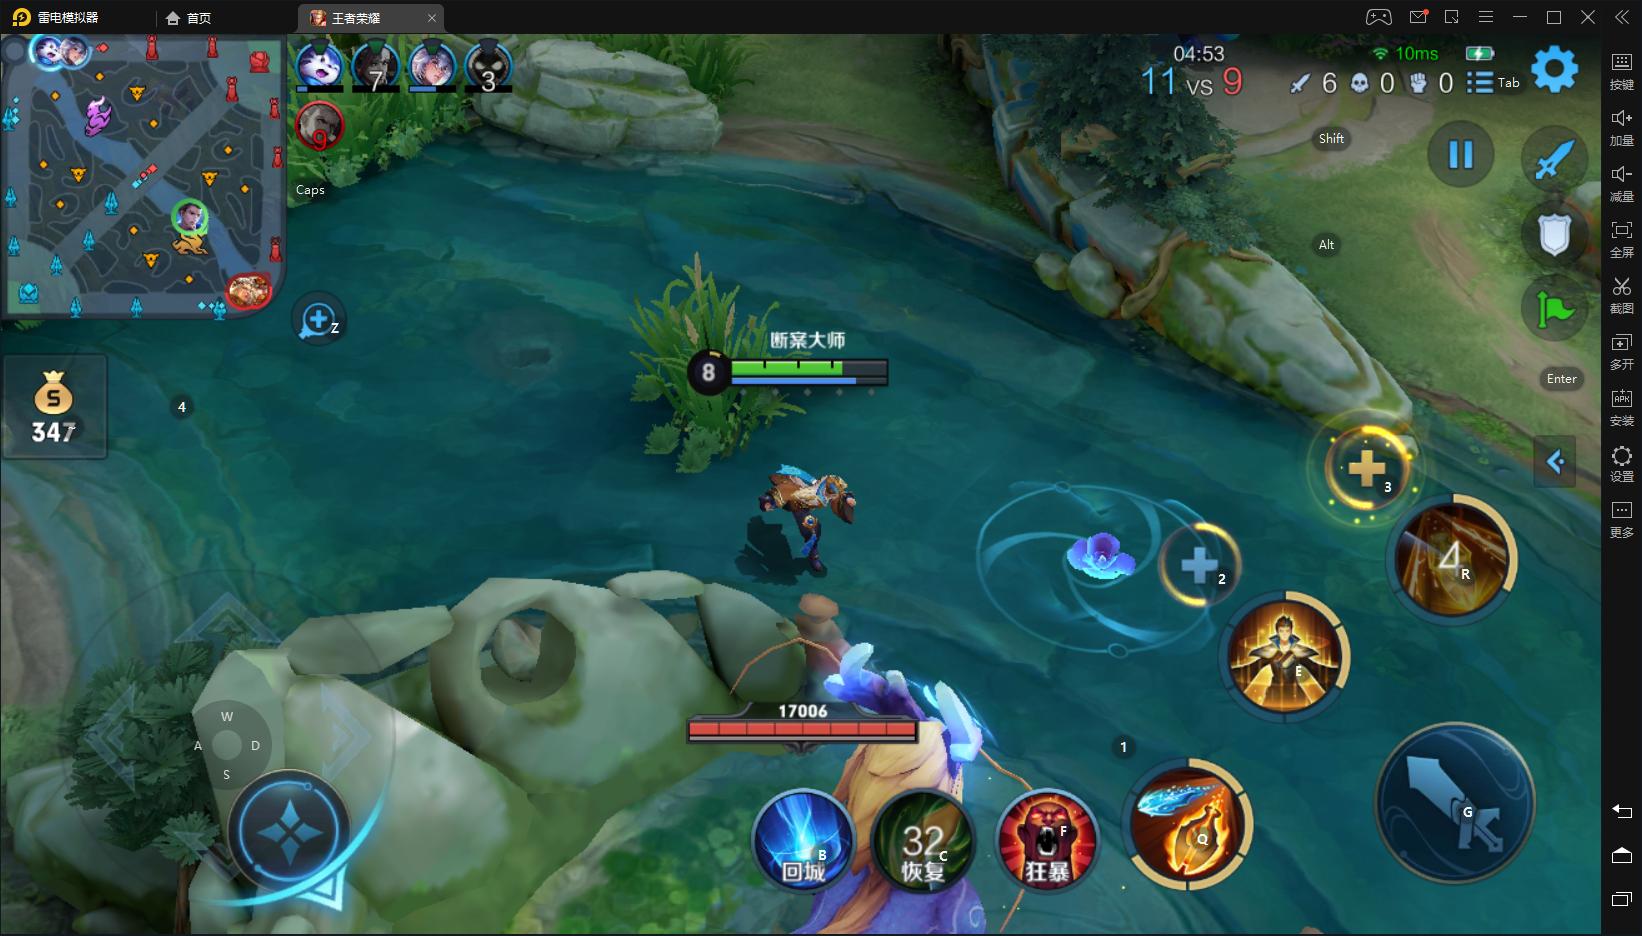 雷电模拟器
首页
王者荣耀
7
3
9
04:53
11 VS 9
10ms
6
0
0
Tab
按键
Shift
加量
Caps
减量
Alt
全屏
截图
Z
多开
Enter
347
4
安装
断案大师
8
设置
3
更多
4
R
2
E
17006
W
A
D
S
1
B
回城
32
C
恢复
F
狂暴
Q
G